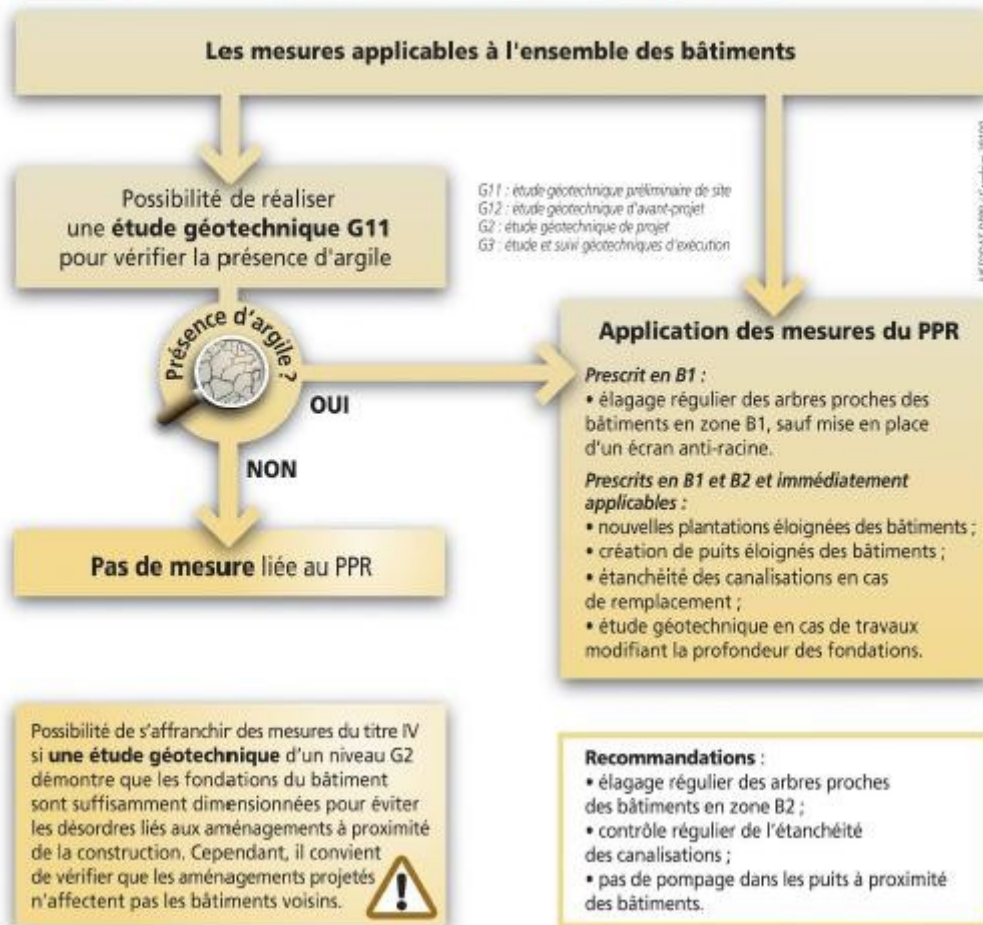 Les mesures applicables à l'ensemble des bâtiments
Possibilité de réaliser
une étude géotechnique G11
pour vérifier la présence d'argile
G11 : étude géotechnique préliminaire de site
G12 : étude géotechnique d'avant-projet
G2 : étude géotechnique de projet
G3 : étude et suivi géotechniques d'exécution
Présence d'argile ?
OUI
NON
Pas de mesure liée au PPR
Application des mesures du PPR
Prescrit en B1 :
• élagage régulier des arbres proches des
bâtiments en zone B1, sauf mise en place
d'un écran anti-racine.
Prescrits en B1 et B2 et immédiatement
applicables :
• nouvelles plantations éloignées des bâtiments ;
• création de puits éloignés des bâtiments ;
• étanchéité des canalisations en cas
de remplacement ;
• étude géotechnique en cas de travaux
modifiant la profondeur des fondations.
Possibilité de s'affranchir des mesures du titre IV
si une étude géotechnique d'un niveau G2
démontre que les fondations du bâtiment
sont suffisamment dimensionnées pour éviter
les désordres liés aux aménagements à proximité
de la construction. Cependant, il convient
de vérifier que les aménagements projetés
n'affectent pas les bâtiments voisins.
Recommandations :
• élagage régulier des arbres proches
des bâtiments en zone B2 ;
• contrôle régulier de l'étanchéité
des canalisations ;
• pas de pompage dans les puits à proximité
des bâtiments.